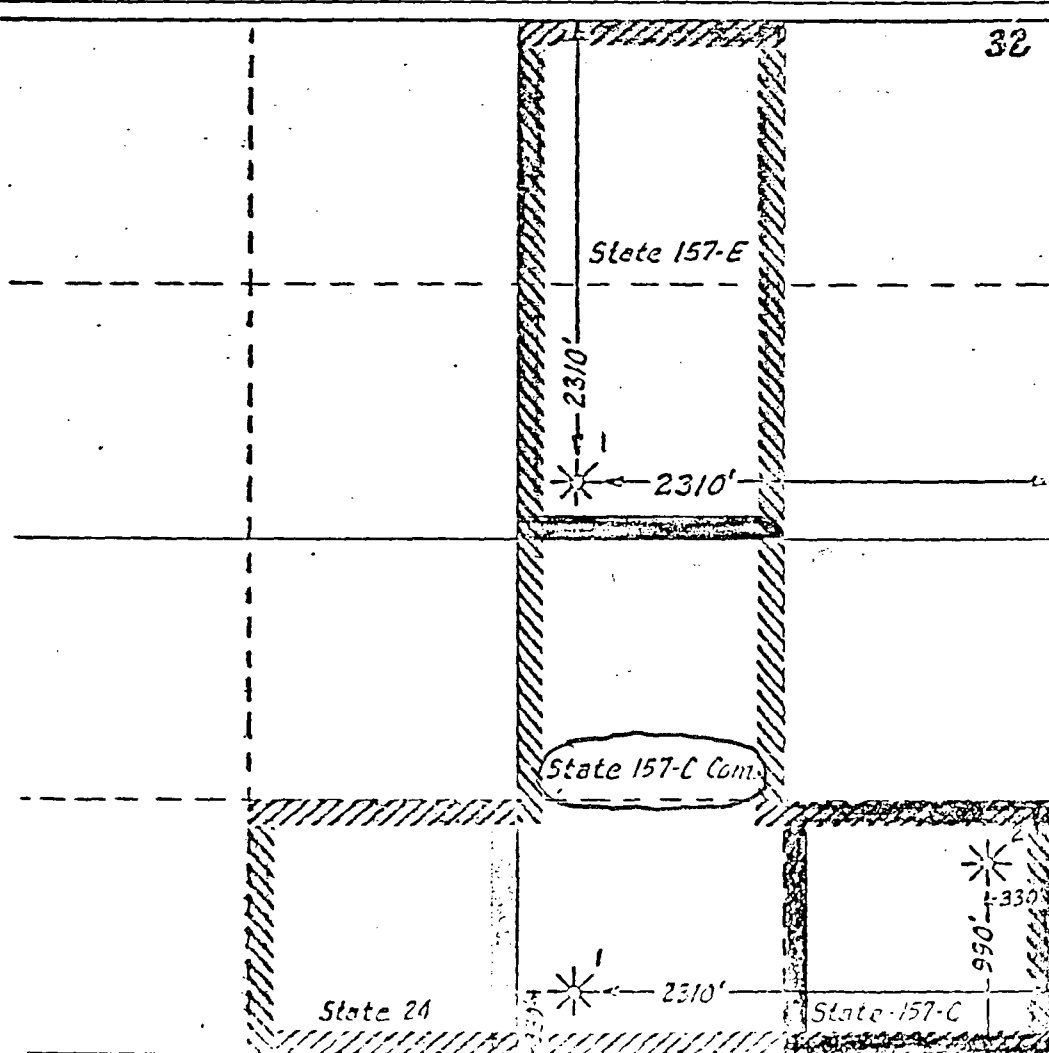 32
State 157-E
2310'
1
2310'
State 157-C Com.
2
330
990'
1
2310'
State 24
State-157-C